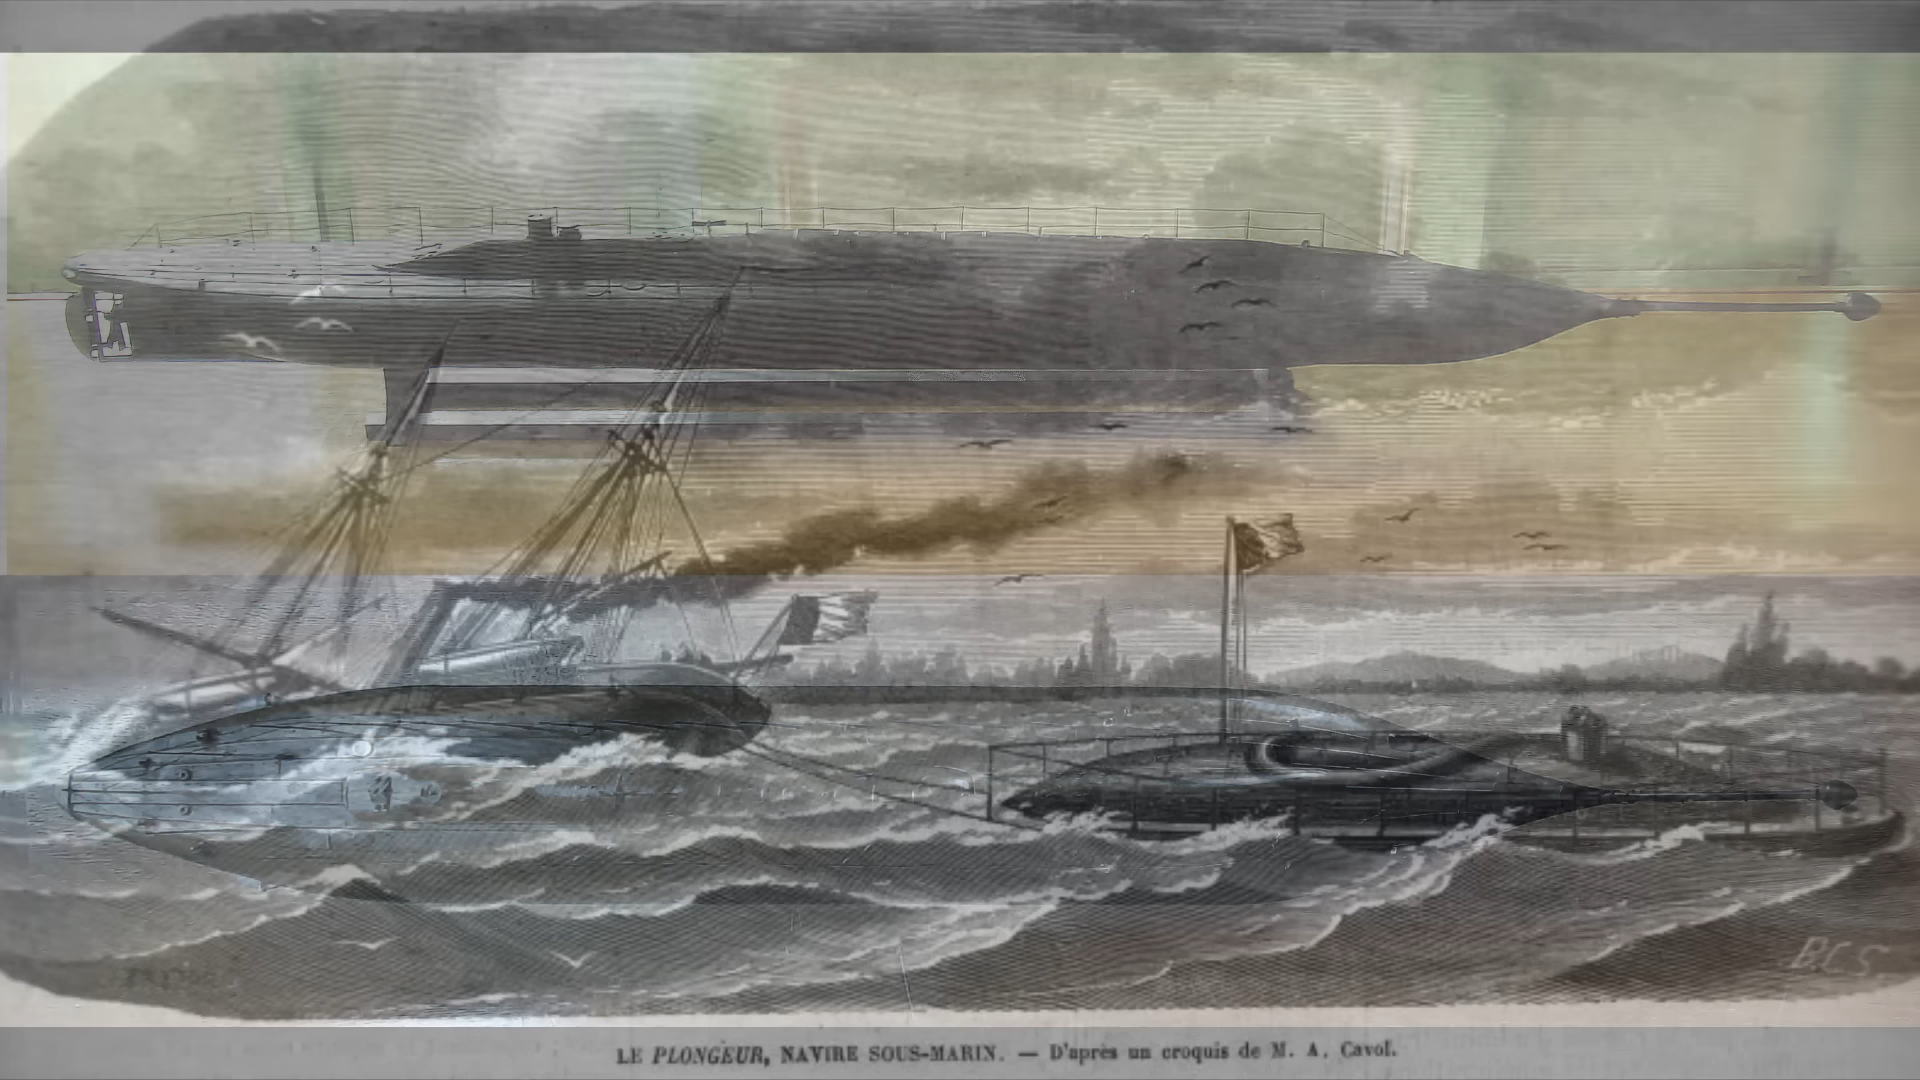 B.C.S.
LE PLONGEUR, NAVIRE SOUS-MARIN. — D'après un croquis de M. A. Cavol.